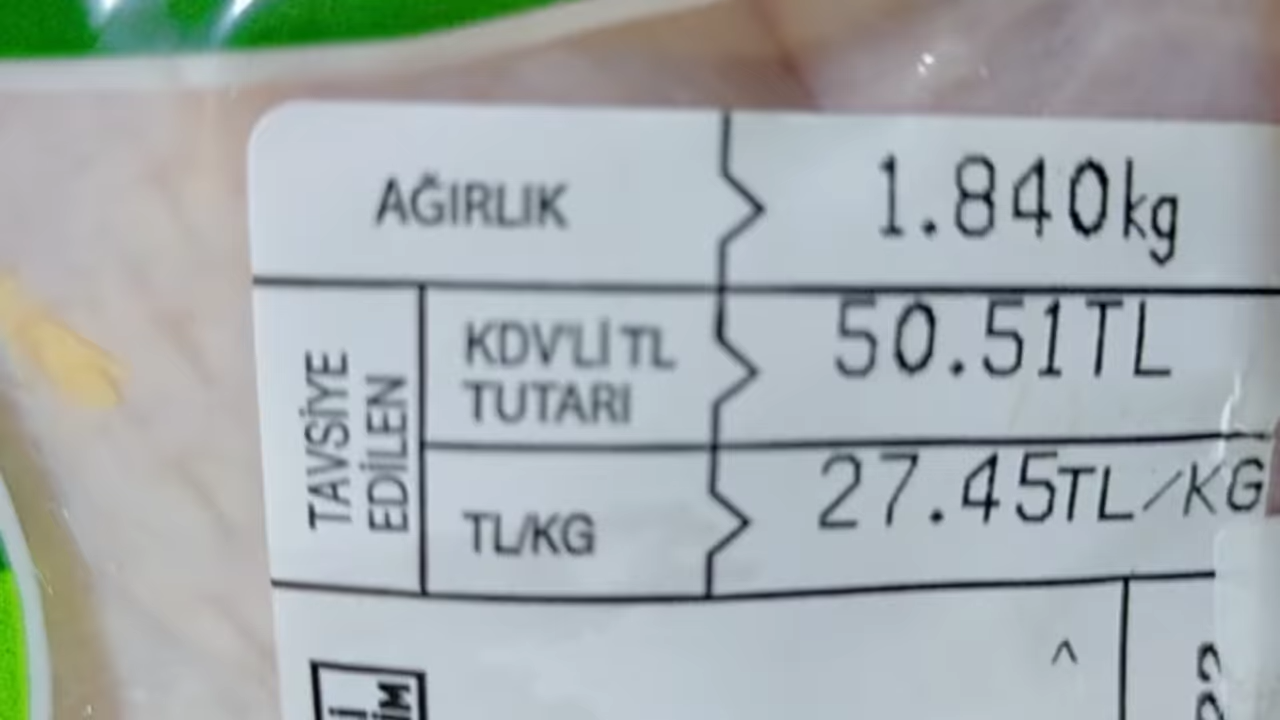 AĞIRLIK
1.840kg
TAVSİYE
EDİLEN
KDV'Lİ TL
TUTARI
50.51TL
TL/KG
27.45TL/KG